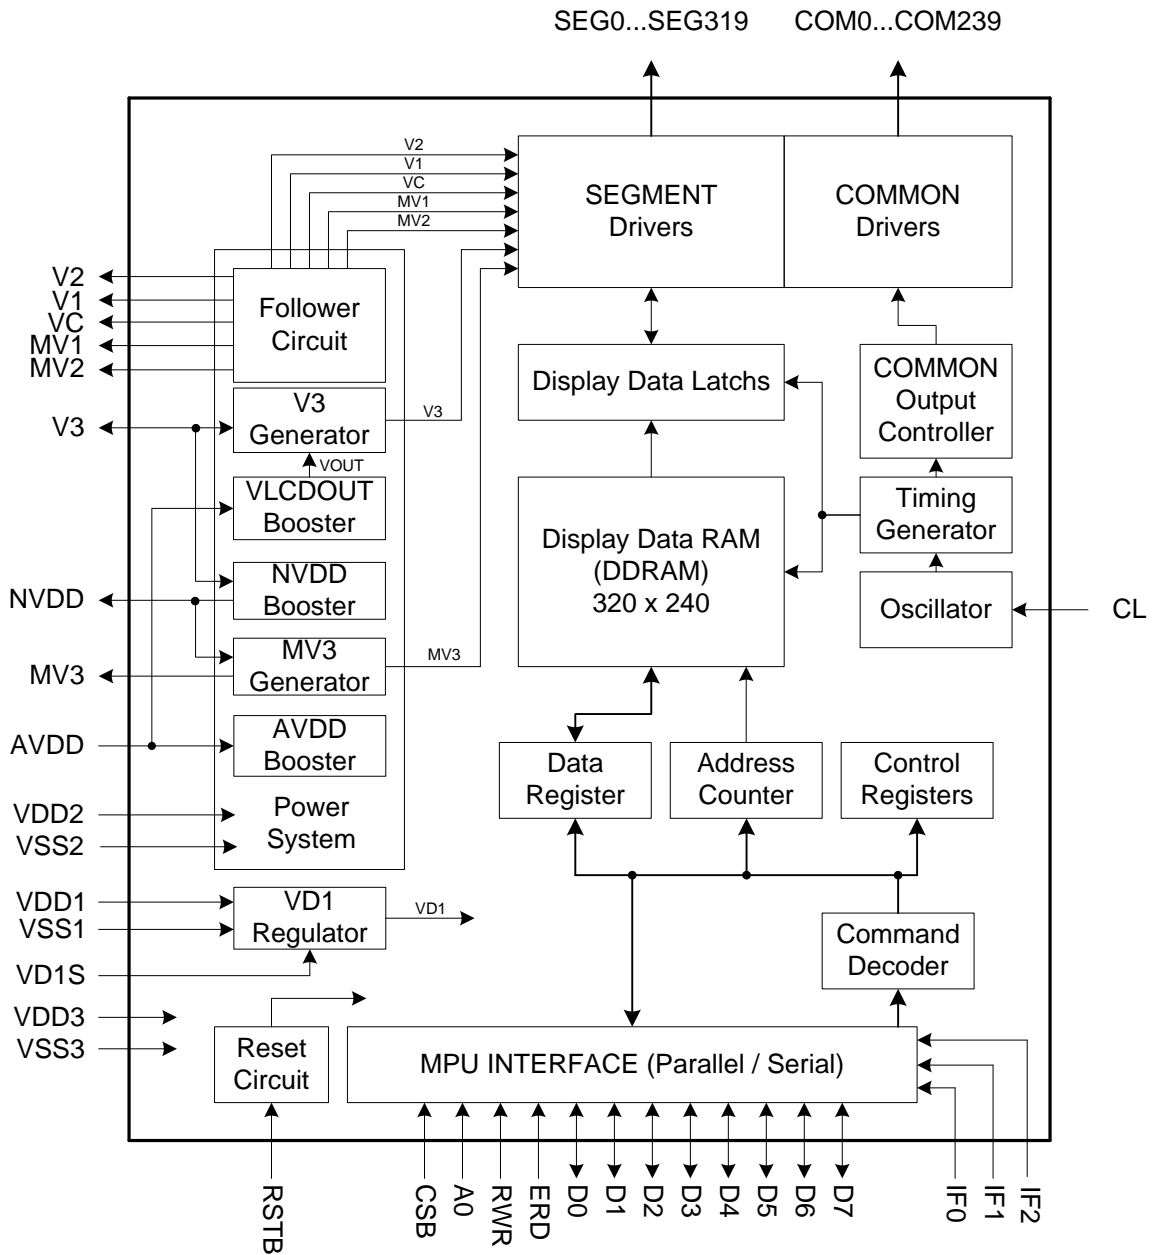 SEG0...SEG319
COM0...COM239
V2
V1
VC
MV1
MV2
SEGMENT
Drivers
COMMON
Drivers
V2
V1
VC
MV1
MV2
Follower
Circuit
Display Data Latchs
COMMON
Output
Controller
V3
V3
Generator
V3
VOUT
VLCDOUT
Booster
Display Data RAM
(DDRAM)
320 x 240
Timing
Generator
NVDD
NVDD
Booster
Oscillator
CL
MV3
MV3
Generator
MV3
AVDD
AVDD
Booster
Data
Register
Address
Counter
Control
Registers
VDD2
VSS2
Power
System
VDD1
VSS1
VD1
Regulator
VD1
Command
Decoder
VD1S
VDD3
VSS3
Reset
Circuit
MPU INTERFACE (Parallel / Serial)
RSTB
CSB
A0
RWR
ERD
D0
D1
D2
D3
D4
D5
D6
D7
IF0
IF1
IF2